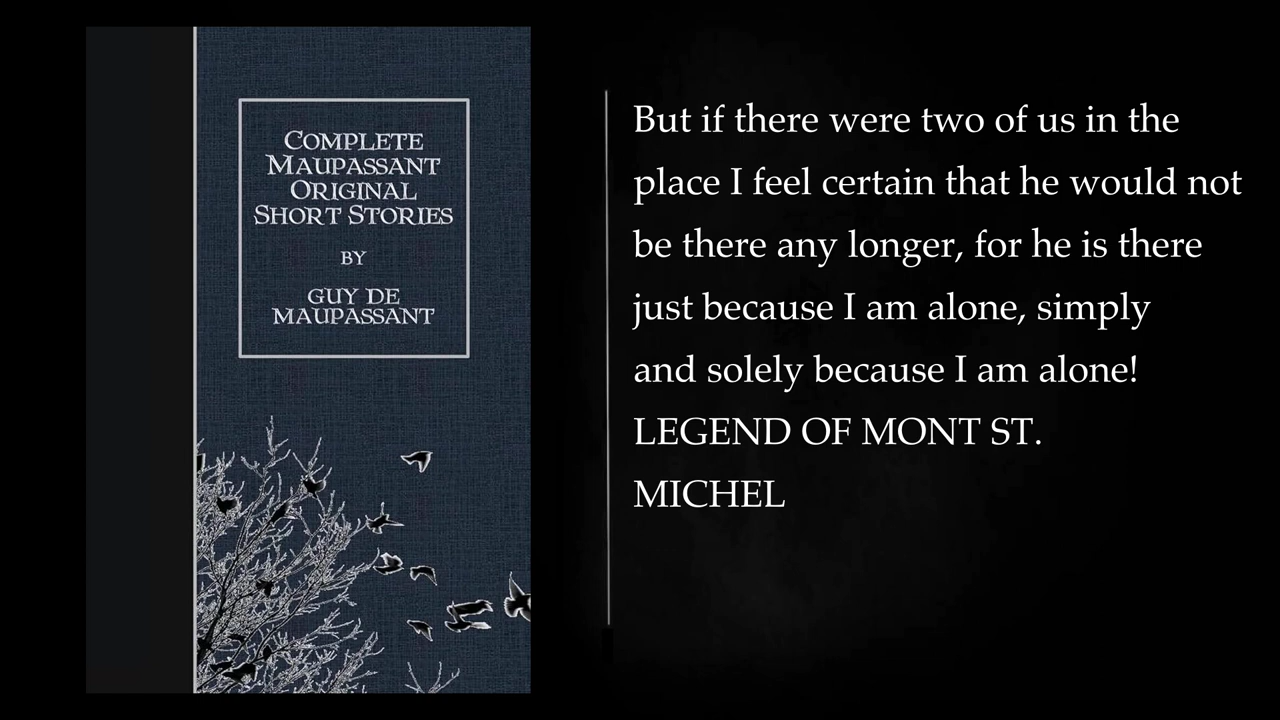 COMPLETE
MAUPASSANT
ORIGINAL
SHORT STORIES
BY
GUY DE
MAUPASSANT
But if there were two of us in the
place I feel certain that he would not
be there any longer, for he is there
just because I am alone, simply
and solely because I am alone!
LEGEND OF MONT ST.
MICHEL